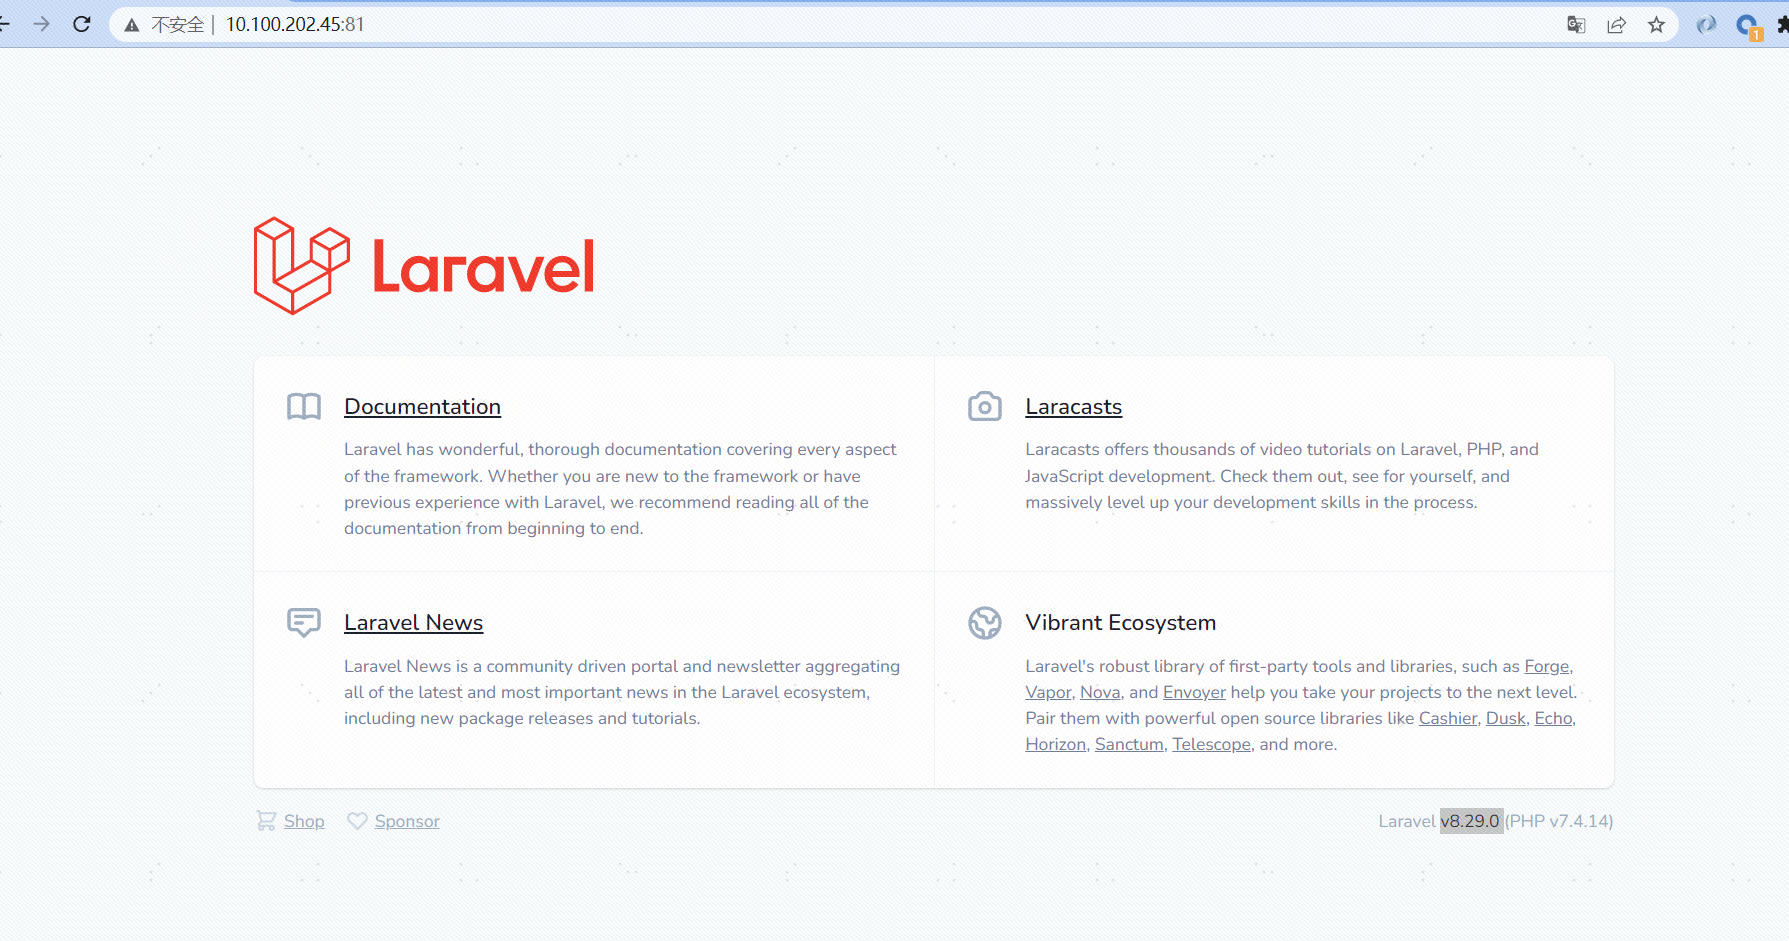 不安全 | 10.100.202.45:81
1
Laravel
Documentation
Laravel has wonderful, thorough documentation covering every aspect
of the framework. Whether you are new to the framework or have
previous experience with Laravel, we recommend reading all of the
documentation from beginning to end.
Laracasts
Laracasts offers thousands of video tutorials on Laravel, PHP, and
JavaScript development. Check them out, see for yourself, and
massively level up your development skills in the process.
Laravel News
Laravel News is a community driven portal and newsletter aggregating
all of the latest and most important news in the Laravel ecosystem,
including new package releases and tutorials.
Vibrant Ecosystem
Laravel's robust library of first-party tools and libraries, such as Forge,
Vapor, Nova, and Envoyer help you take your projects to the next level.
Pair them with powerful open source libraries like Cashier, Dusk, Echo,
Horizon, Sanctum, Telescope, and more.
Shop Sponsor
Laravel v8.29.0 (PHP v7.4.14)